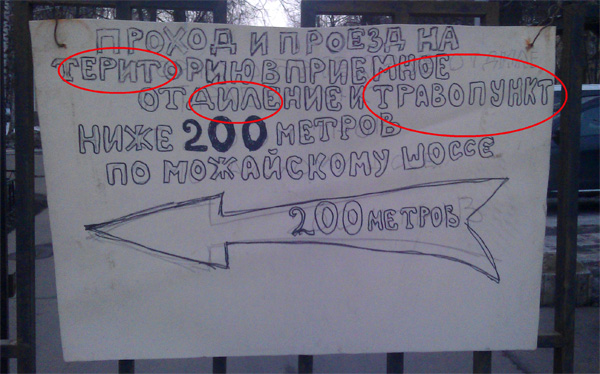 ПРОХОД И ПРОЕЗД НА
ТЕРИТОРИЮ В ПРИЕМНОЕ
ОТДИЛЕНИЕ И ТРАВОПУНКТ
НИЖЕ 200 МЕТРОВ
ПО МОЖАЙСКОМУ ШОССЕ
200 МЕТРОВ